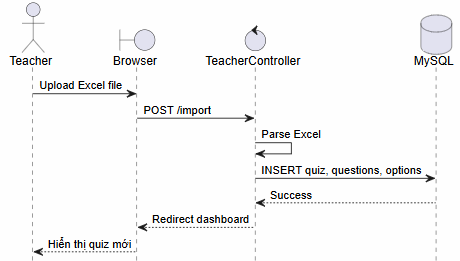 Teacher
Browser
TeacherController
MySQL
Upload Excel file
POST /import
Parse Excel
INSERT quiz, questions, options
Success
Redirect dashboard
Hiển thị quiz mới